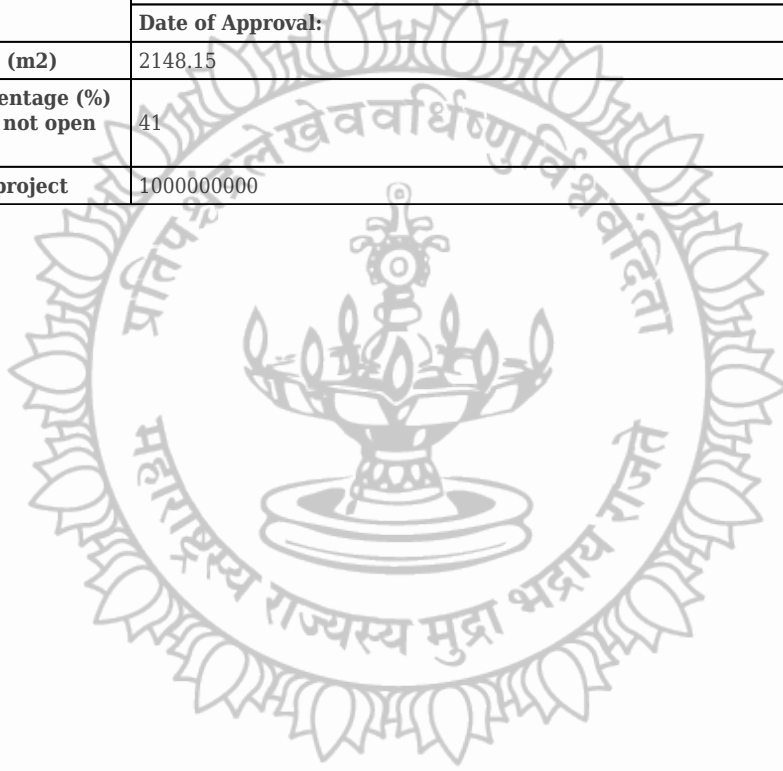 Date of Approval:
(m2) 2148.15
entage (%)
not open
41
project 1000000000
प्रतिपच्चंद्रलेखेववर्धिष्णुर्विश्ववंदिता
महाराष्ट्रस्य राज्यस्य मुद्रा भद्राय राजते